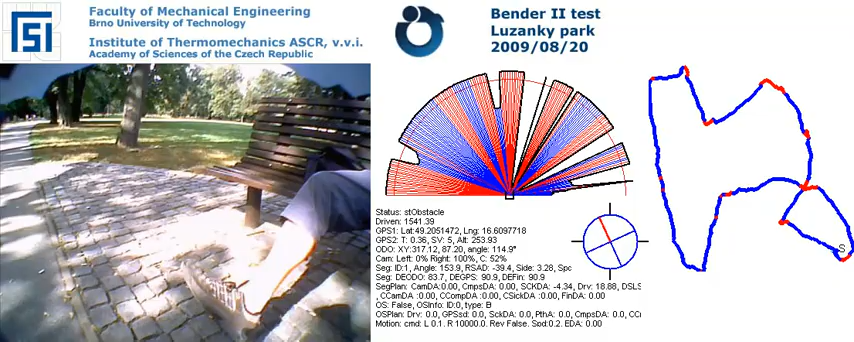 Faculty of Mechanical Engineering
Brno University of Technology
Institute of Thermomechanics ASCR, v.v.i.
Academy of Sciences of the Czech Republic
Bender II test
Luzanky park
2009/08/20
Status: stObstacle
Driven: 1541.39
GPS1: Lat:49.2051472, Lng: 16.6097718
GPS2: T: 0.36, SV: 5, Alt: 253.93
ODO: XY:317.12, 87.20, angle: 114.9"
Cam: Left: 0% Right: 100%, C: 52%
Seg: ID:1, Angle: 153.9, RSAD: -39.4, Side: 3.28, Spc
Seg: DEODO: 83.7, DEGPS: 90.9, DEFin: 90.9
SegPlan: CamDA:0.00, CmpsDA: 0.00, SCKDA: -4.34, Drv: 18.88, DSLS
, CCamDA :0.00, CCompDA :0.00, CSickDA :0.00, FinDA: 0.00
OS: False, OSInfo: ID:0, type: B
OSPlan: Drv: 0.0, GPSsd: 0.0, SckDA: 0.0, PthA: 0.0, CmpsDA: 0.0, CCr
Motion: cmd: L 0.1. R 10000.0. Rev False. Spd:0.2. EDA: 0.00
S